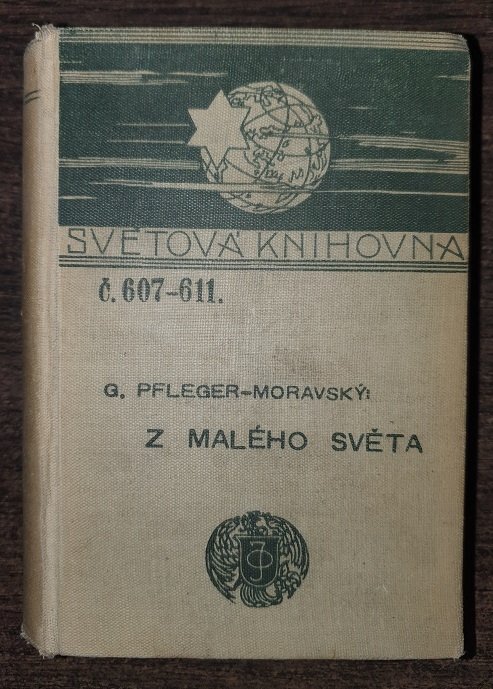 SVĚTOVÁ KNIHOVNA
č. 607-611.
G. PFLEGER-MORAVSKÝ:
Z MALÉHO SVĚTA